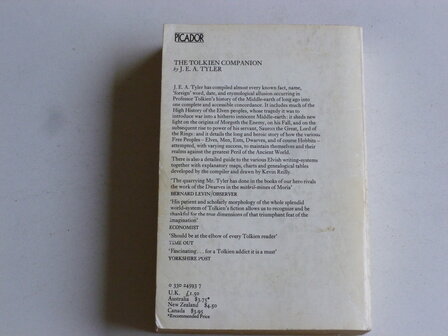 PICADOR
THE TOLKIEN COMPANION
by J. E. A. TYLER
J. E. A. Tyler has compiled almost every known fact, name,
'foreign' word, date, and etymological allusion occurring in
Professor Tolkien's history of the Middle-earth of long ago into
one complete and accessible concordance. It includes much of the
High History of the Elven peoples, whose tragedy it was to
introduce war into a hitherto innocent Middle-earth: it sheds new
light on the origins of Morgoth the Enemy, on his Fall, and on the
subsequent rise to power of his servant, Sauron the Great, Lord of the
Rings: and it details the long and heroic story of how the various
Free Peoples – Elves, Men, Ents, Dwarves, and of course Hobbits –
attempted, with varying success, to maintain themselves and their
realms against the greatest Peril of the Ancient World.
There is also a detailed guide to the various Elvish writing-systems
together with explanatory maps, charts and genealogical tables
developed by the compiler and drawn by Kevin Reilly.
'The quarrying Mr. Tyler has done in the books of our hero rivals
the work of the Dwarves in the mithril-mines of Moria'
BERNARD LEVIN/OBSERVER
'His patient and scholarly morphology of the whole splendid
world-system of Tolkien's fiction allows us to recognize and be
thankful for the true dimensions of that triumphant feat of the
imagination'
ECONOMIST
'Should be at the elbow of every Tolkien reader'
TIME OUT
'Fascinating . . . for a Tolkien addict it is a must'
YORKSHIRE POST
0 330 24593 7
U.K. £1.50
Australia $3.75*
New Zealand $4.50
Canada $3.95
*Recommended Price